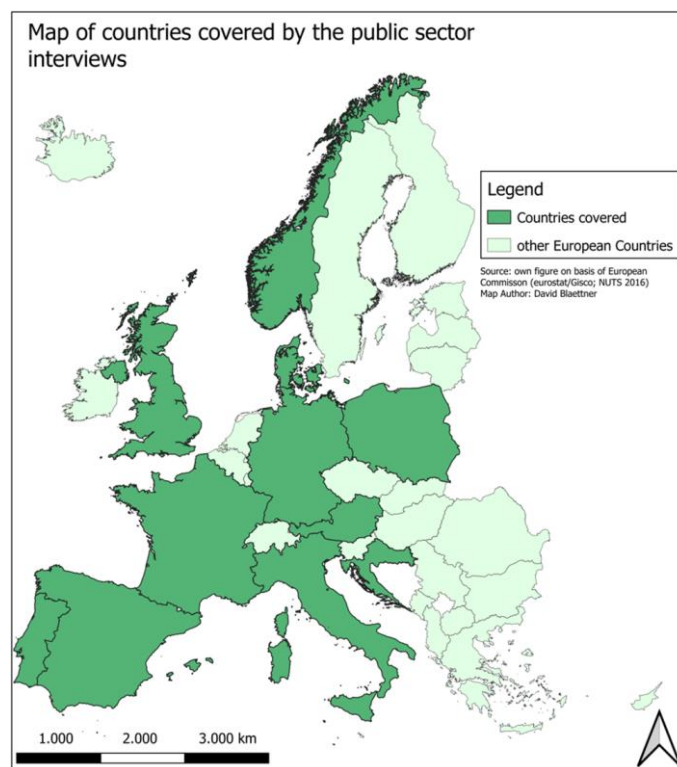 Map of countries covered by the public sector
interviews
Legend
Countries covered
other European Countries
Source: own figure on basis of European
Commisson (eurostat/Gisco; NUTS 2016)
Map Author: David Blaettner
1.000 2.000 3.000 km